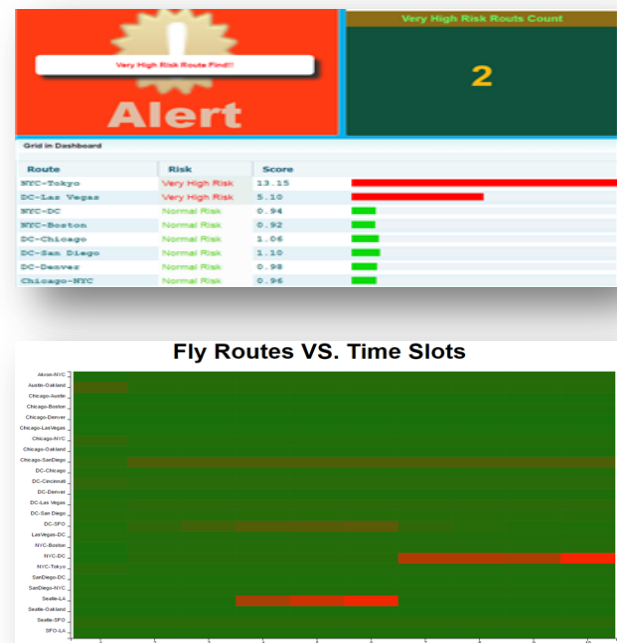 Very High Risk Route Find!!
Alert
Very High Risk Routs Count
2
Grid in Dashboard
Route Risk Score
NYC-Tokyo Very High Risk 13.15
DC-Las Vegas Very High Risk 5.10
NYC-DC Normal Risk 0.94
NYC-Boston Normal Risk 0.92
DC-Chicago Normal Risk 1.06
DC-San Diego Normal Risk 1.10
DC-Denver Normal Risk 0.98
Chicago-NYC Normal Risk 0.96
Fly Routes VS. Time Slots
Akron-NYC
Austin-Oakland
Chicago-Austin
Chicago-Boston
Chicago-Denver
Chicago-LasVegas
Chicago-NYC
Chicago-Oakland
Chicago-SanDiego
DC-Chicago
DC-Cincinnati
DC-Denver
DC-Las Vegas
DC-San Diego
DC-SFO
LasVegas-DC
NYC-Boston
NYC-DC
NYC-Tokyo
SanDiego-DC
SanDiego-NYC
Seatle-LA
Seatle-Oakland
Seatle-SFO
SFO-LA